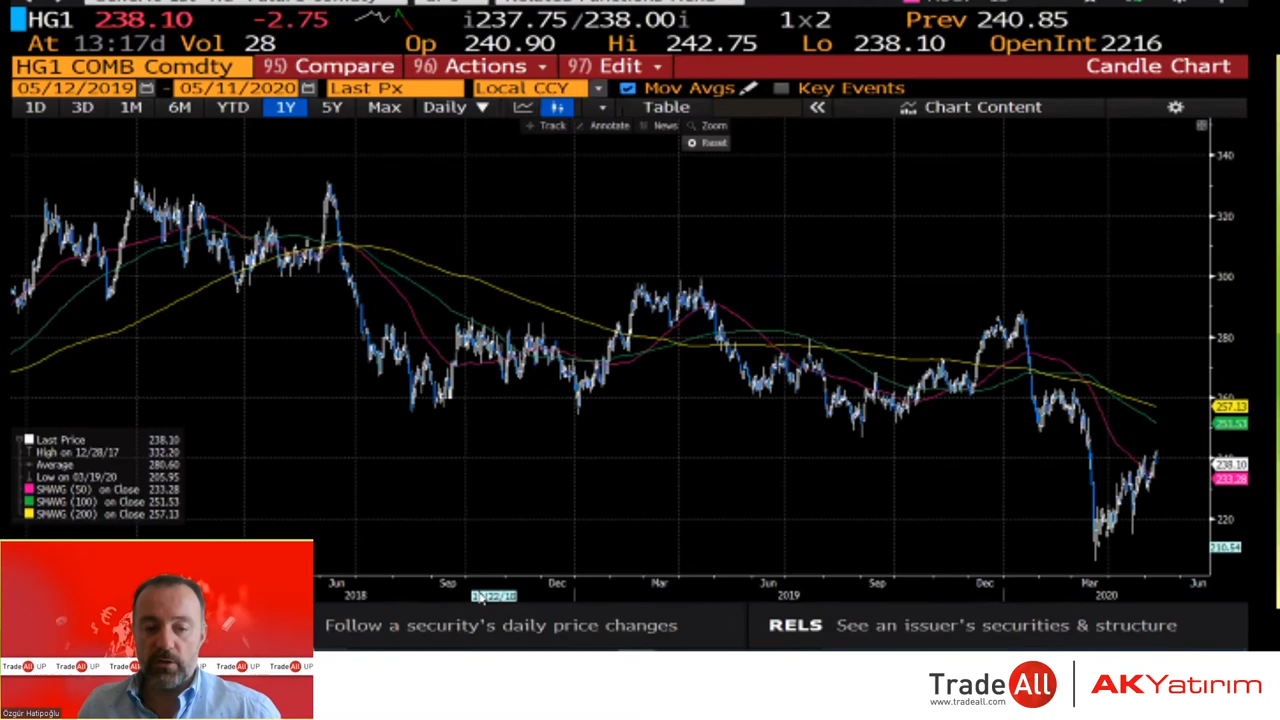 HG1 238.10 -2.75 i237.75/238.00i 1x2 Prev 240.85
At 13:17d Vol 28 Op 240.90 Hi 242.75 Lo 238.10 OpenInt 2216
HG1 COMB Comdty 95) Compare 96) Actions 97) Edit Candle Chart
05/12/2019 - 05/11/2020 Last Px Local CCY Mov Avgs Key Events
1D 3D 1M 6M YTD 1Y 5Y Max Daily ▼ Table « Chart Content
Track Annotate News Zoom
Reset
340
320
300
280
260
257.13
251.53
240
238.10
233.28
220
210.54
Last Price 238.10
High on 12/28/17 332.20
Average 280.60
Low on 03/19/20 205.95
SMAVG (50) on Close 233.28
SMAVG (100) on Close 251.53
SMAVG (200) on Close 257.13
Jun Sep Dec Mar Jun Sep Dec Mar Jun
2018 2019 2020
Follow a security's daily price changes RELS See an issuer's securities & structure
TradeAll UP TradeAll UP TradeAll UP TradeAll UP TradeAll
Özgür Hatipoğlu
TradeAll
www.tradeall.com
AKYatırım